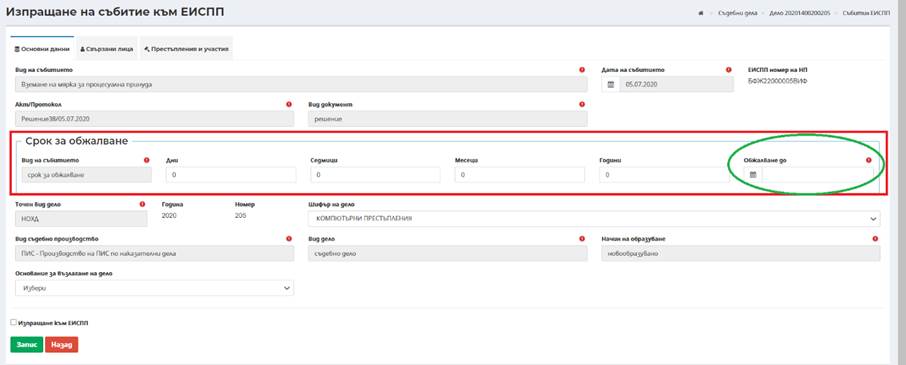 Изпращане на събитие към ЕИСПП
Съдебни дела Дело 20201400200205 Събития ЕИСПП
Основни данни Свързани лица Престъпления и участия
Вид на събитието Дата на събитието ЕИСПП номер на НП
Вземане на мярка за процесуална принуда 05.07.2020 БФЖ22000005ВИФ
Акт/Протокол Вид документ
Решение38/05.07.2020 решение
Срок за обжалване
Вид на събитието Дни Седмици Месеци Години Обжалване до
срок за обжалване 0 0 0 0
Точен вид дело Година Номер Шифър на дело
НОХД 2020 205 КОМПЮТЪРНИ ПРЕСТЪПЛЕНИЯ
Вид съдебно производство Вид дело Начин на образуване
ПИС - Производство на ПИС по наказателни дела съдебно дело новообразувано
Основание за възлагане на дело
Избери
Изпращане към ЕИСПП
Запис Назад